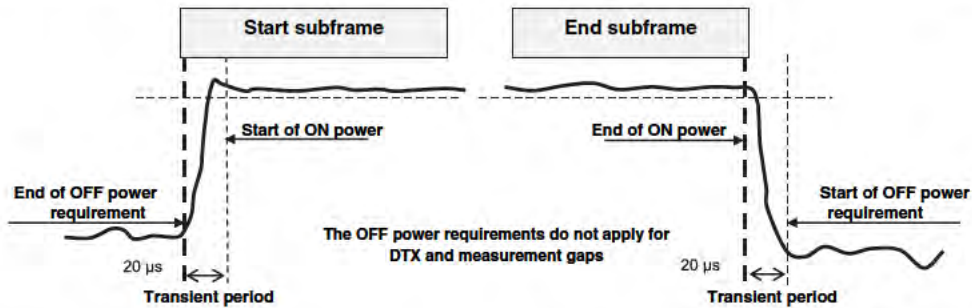 Start subframe
End subframe
Start of ON power
End of ON power
End of OFF power
requirement
Start of OFF power
requirement
The OFF power requirements do not apply for
DTX and measurement gaps
20 µs
20 µs
Transient period
Transient period